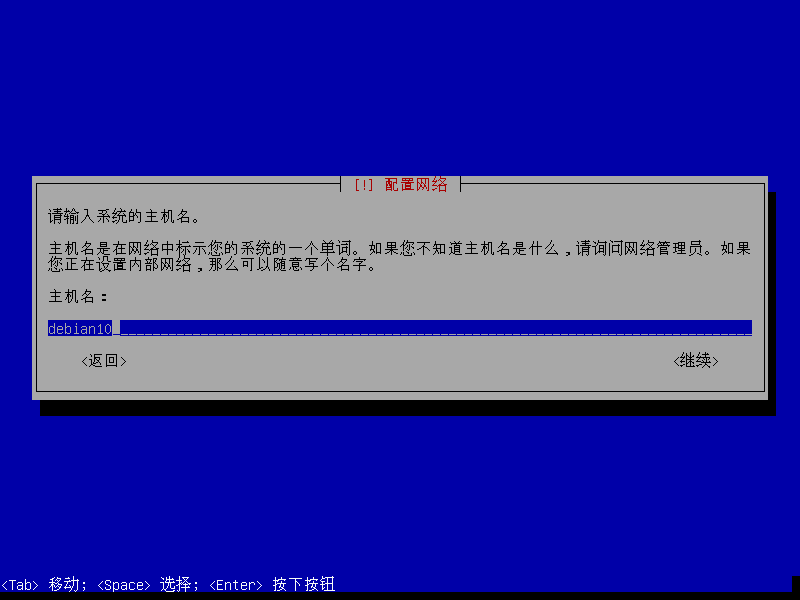 [!] 配置网络
请输入系统的主机名。
主机名是在网络中标示您的系统的一个单词。如果您不知道主机名是什么，请询问网络管理员。如果
您正在设置内部网络，那么可以随意写个名字。
主机名：
debian10
<返回> <继续>
<Tab> 移动; <Space> 选择; <Enter> 按下按钮